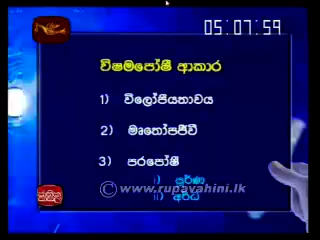 05:07:59
විෂමපෝෂී ආකාර
1) විලෝපීයතාවය
2) මෘතෝපජීවී
3) පරපෝෂී
i) පූර්ණ
©www.rupavahini.lk
ii) අර්ධ